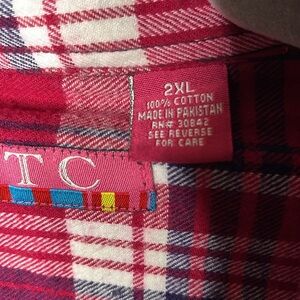 2XL
100% COTTON
MADE IN PAKISTAN
RN# 30842
SEE REVERSE
FOR CARE
TC